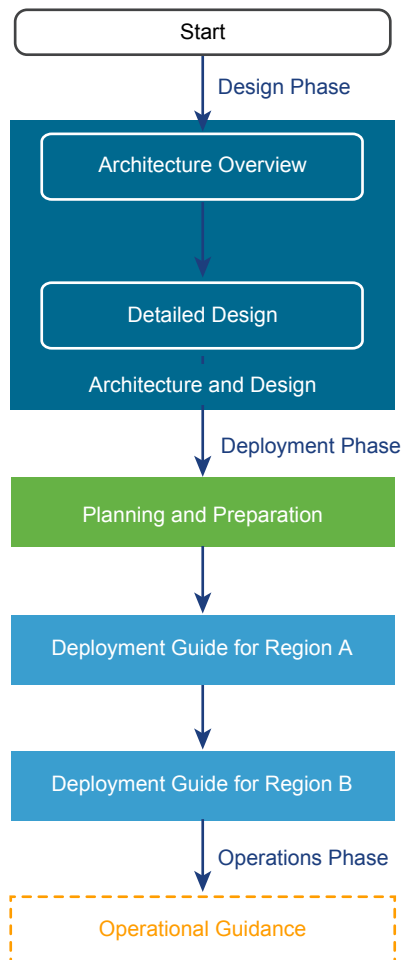 Start
Design Phase
Architecture Overview
Detailed Design
Architecture and Design
Deployment Phase
Planning and Preparation
Deployment Guide for Region A
Deployment Guide for Region B
Operations Phase
Operational Guidance